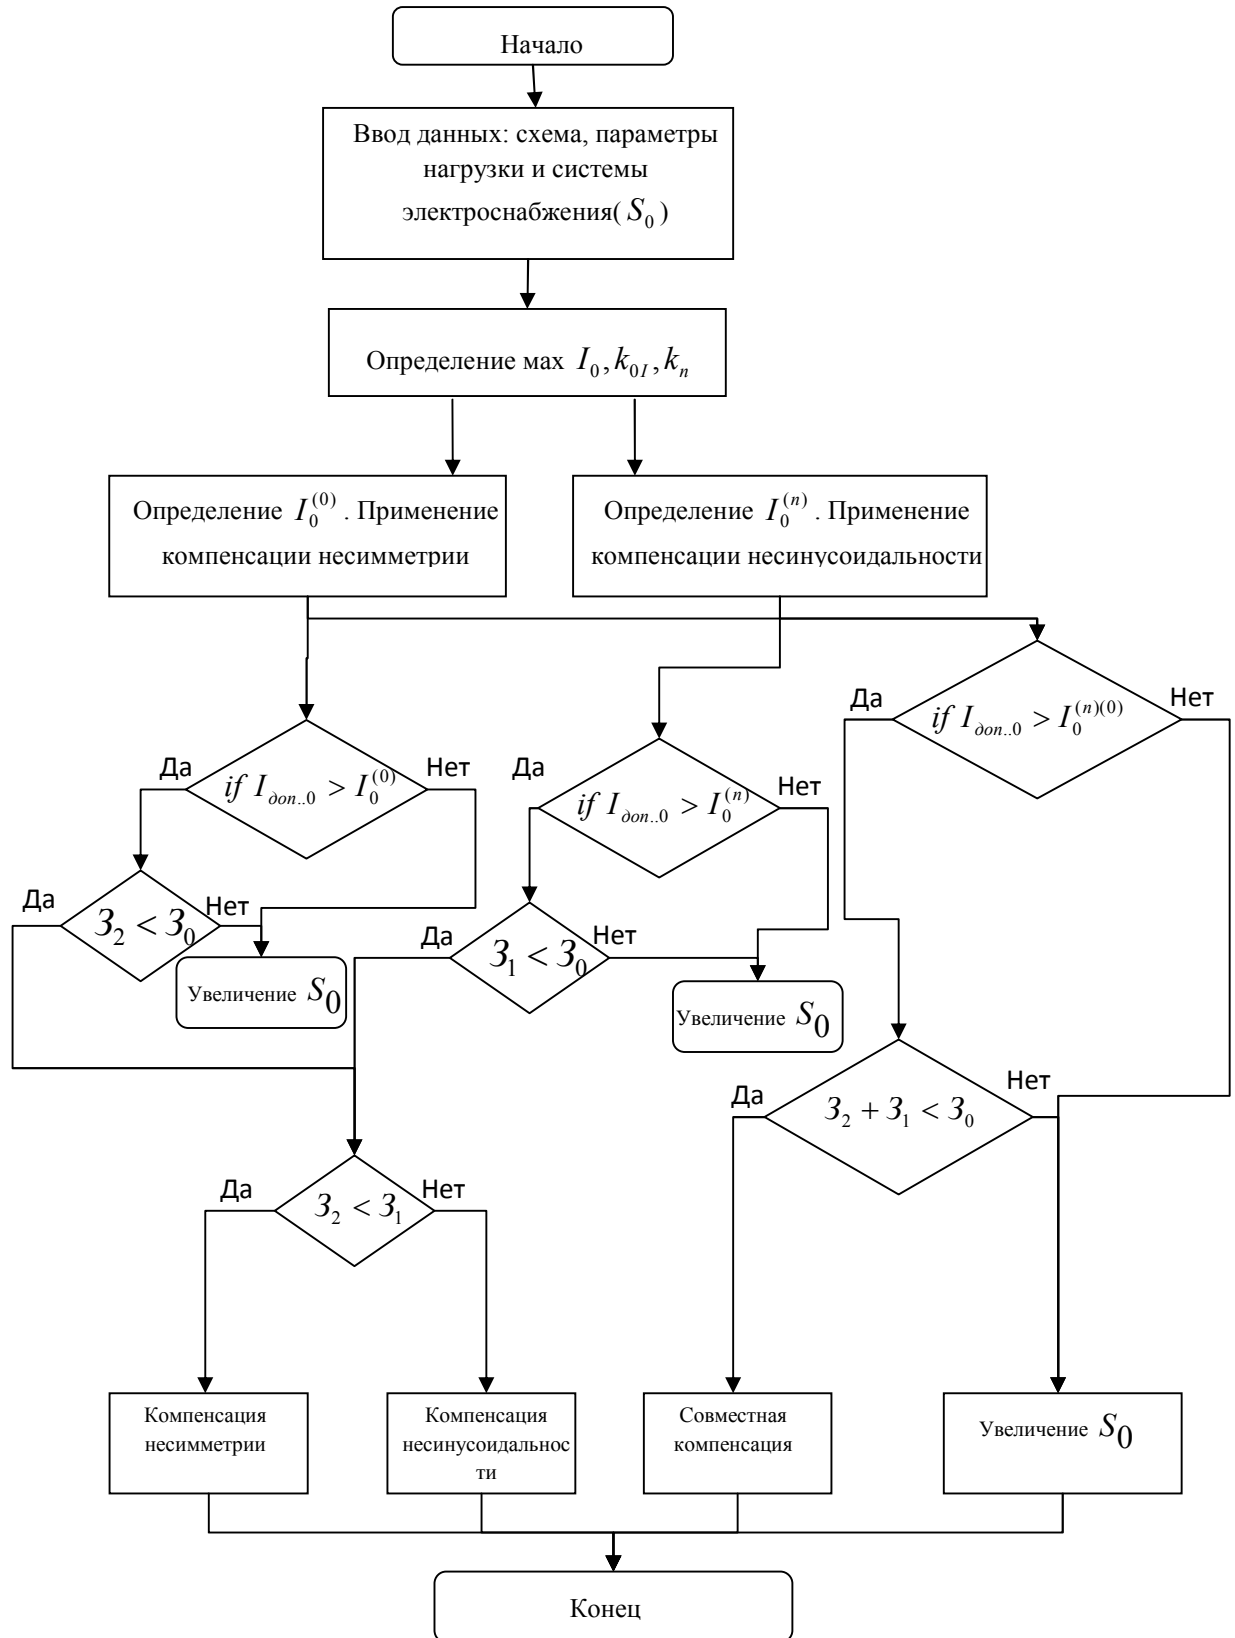 Начало
Ввод данных: схема, параметры
нагрузки и системы
электроснабжения( S₀ )
Определение мах I₀, k₀I, kₙ
Определение I₀⁽⁰⁾ . Применение
компенсации несимметрии
Определение I₀⁽ⁿ⁾ . Применение
компенсации несинусоидальности
Да
if Iдоп..0 > I₀⁽ⁿ⁾⁽⁰⁾
Нет
Да
if Iдоп..0 > I₀⁽⁰⁾
Нет
Да
if Iдоп..0 > I₀⁽ⁿ⁾
Нет
Да
З₂ < З₀
Нет
Да
З₁ < З₀
Нет
Увеличение S₀
Увеличение S₀
Да
З₂ + З₁ < З₀
Нет
Да
З₂ < З₁
Нет
Компенсация
несимметрии
Компенсация
несинусоидальнос
ти
Совместная
компенсация
Увеличение S₀
Конец